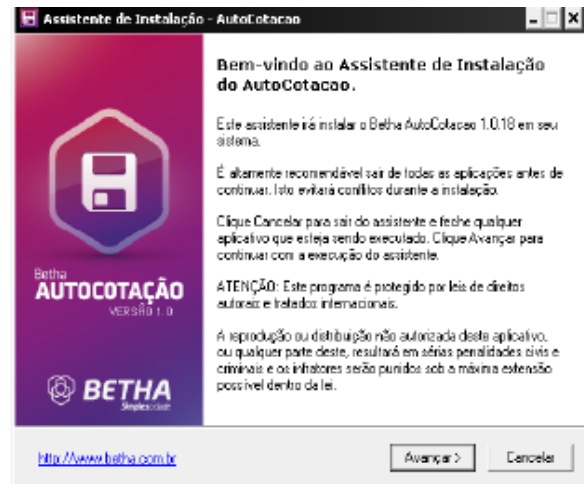 Assistente de Instalação - AutoCotacao
Bem-vindo ao Assistente de Instalação
do AutoCotacao.
Este assistente irá instalar o Betha AutoCotacao 1.0.18 em seu
sistema.
É altamente recomendável sair de todas as aplicações antes de
continuar. Isto evitará conflitos durante a instalação.
Clique Cancelar para sair do assistente e feche qualquer
aplicativo que esteja sendo executado. Clique Avançar para
continuar com a execução do assistente.
ATENÇÃO: Este programa é protegido por leis de direitos
autorais e tratados internacionais.
A reprodução ou distribuição não autorizada deste aplicativo,
ou qualquer parte deste, resultará em sérias penalidades civis e
criminais e os infratores serão punidos sob a máxima extensão
possível dentro da lei.
Betha
AUTOCOTAÇÃO
VERSÃO 1.0
BETHA
http://www.betha.com.br
Avançar >
Cancelar